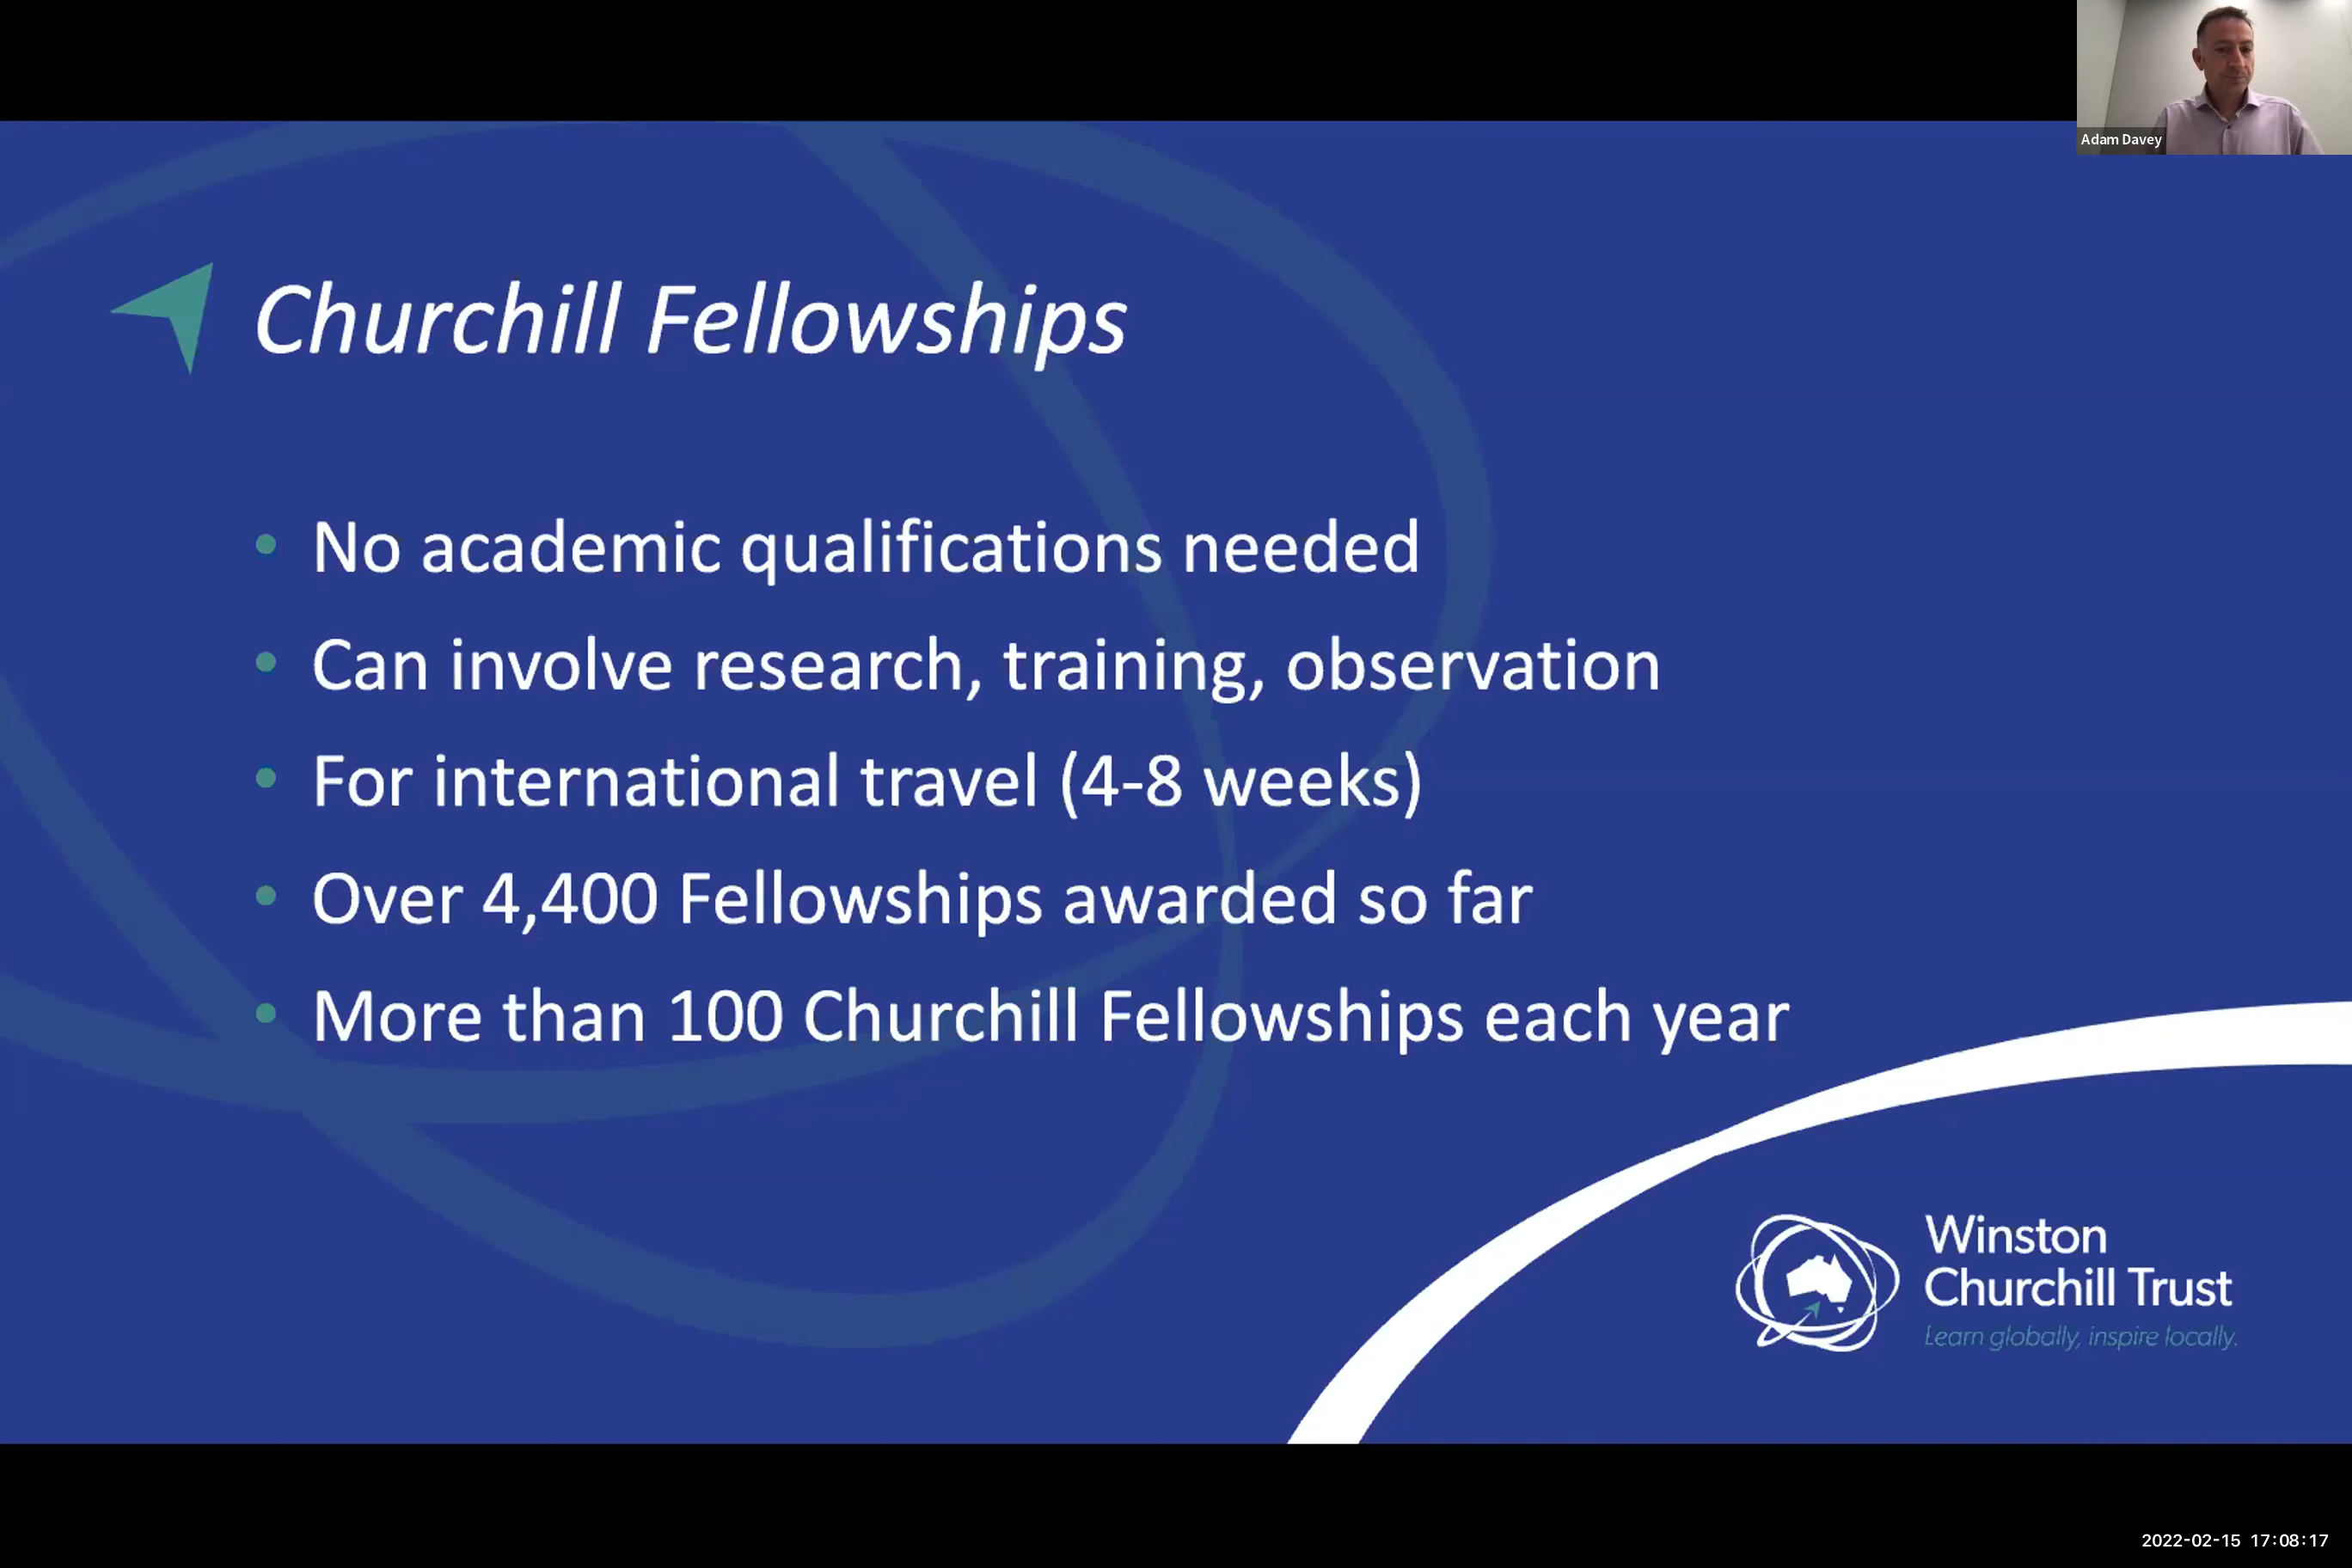 Adam Davey
Churchill Fellowships
• No academic qualifications needed
• Can involve research, training, observation
• For international travel (4-8 weeks)
• Over 4,400 Fellowships awarded so far
• More than 100 Churchill Fellowships each year
Winston
Churchill Trust
Learn globally, inspire locally.
2022-02-15 17:08:17